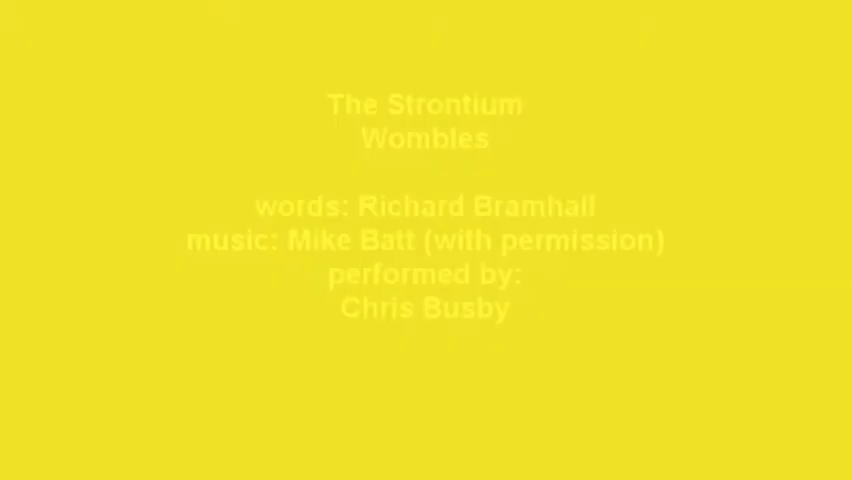 The Strontium
Wombles
words: Richard Bramhall
music: Mike Batt (with permission)
performed by:
Chris Busby